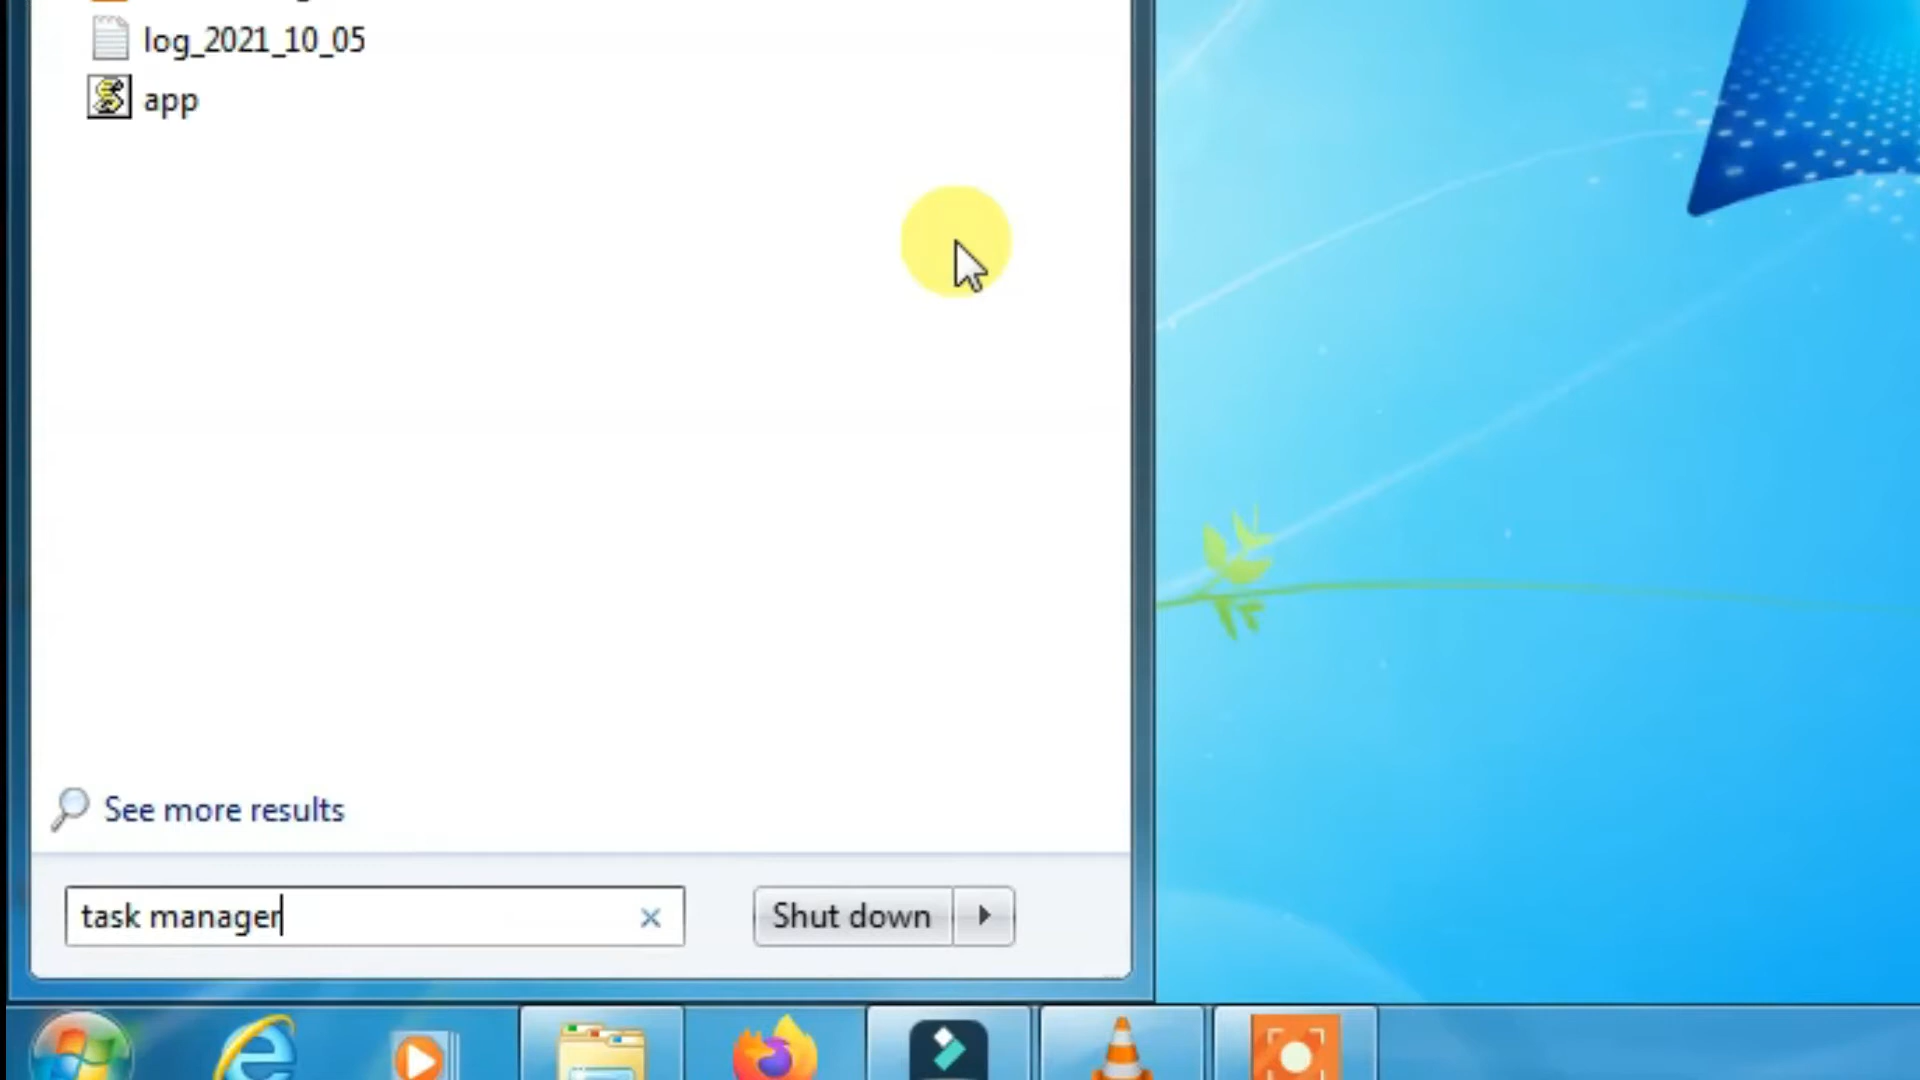 log_2021_10_05
app
See more results
task manager
Shut down